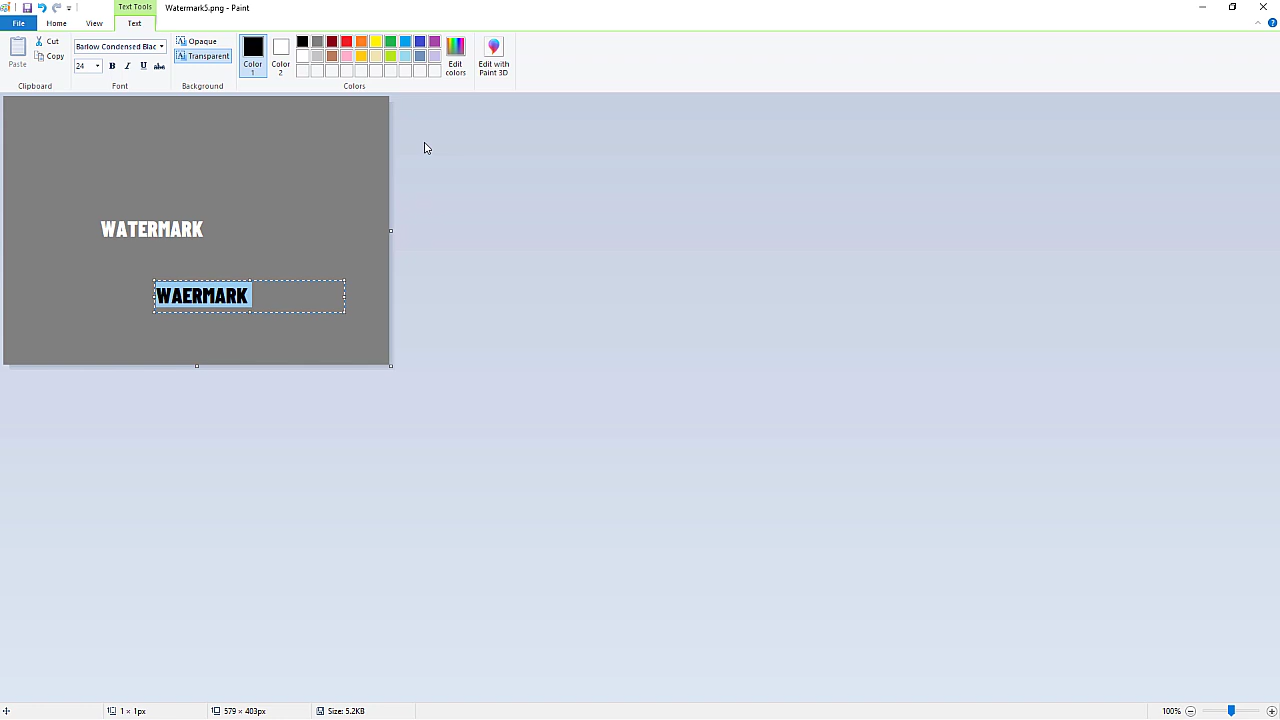 Text Tools
Watermark5.png - Paint
File
Home
View
Text
Paste
Cut
Copy
Clipboard
Barlow Condensed Blac
24
B
I
U
abc
Font
Opaque
Transparent
Background
Color 1
Color 2
Edit colors
Colors
Edit with Paint 3D
WATERMARK
WAERMARK
1 × 1px
579 × 403px
Size: 5.2KB
100%